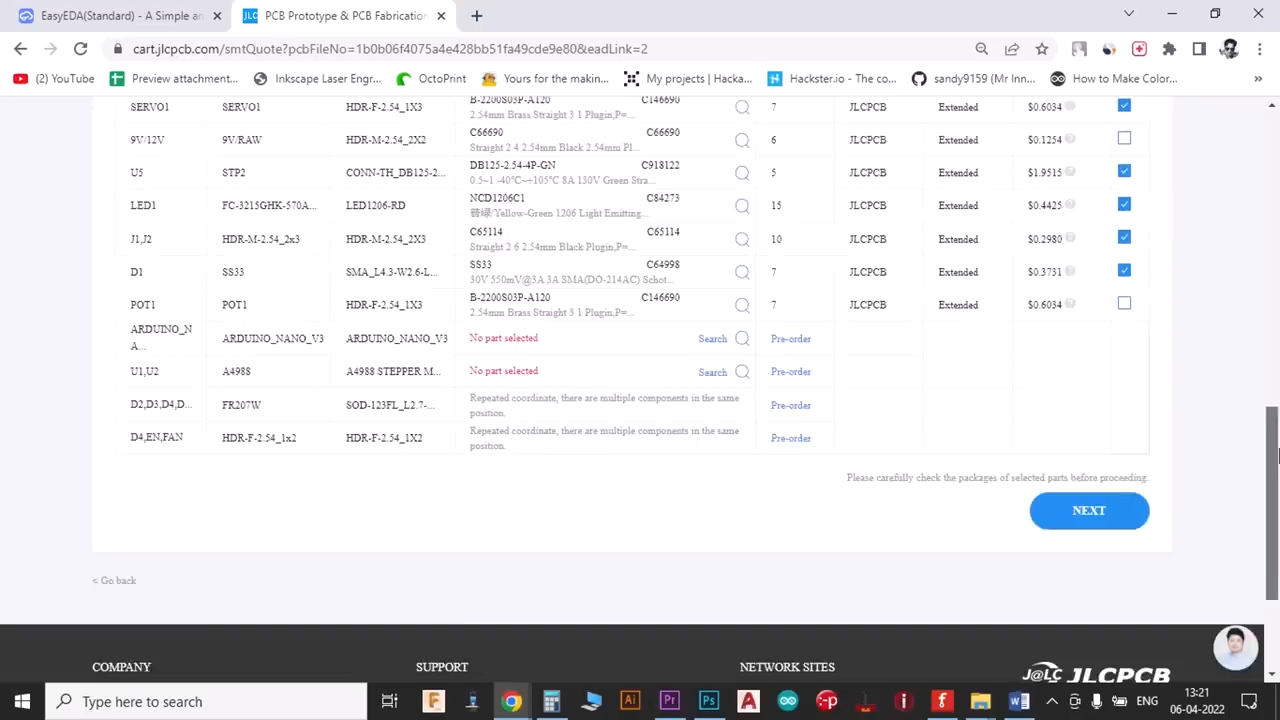 EasyEDA(Standard) - A Simple an
PCB Prototype & PCB Fabrication
cart.jlcpcb.com/smtQuote?pcbFileNo=1b0b06f4075a4e428bb51fa49cde9e80&eadLink=2
(2) YouTube
Preview attachment...
Inkscape Laser Engr...
OctoPrint
Yours for the makin...
My projects | Hacka...
Hackster.io - The co...
sandy9159 (Mr Inn...
How to Make Color...
»
SERVO1 SERVO1 HDR-F-2.54_1X3 B-2200S03P-A120 C146690 7 JLCPCB Extended $0.6034
2.54mm Brass Straight 3 1 Plugin,P=...
9V/12V 9V/RAW HDR-M-2.54_2X2 C66690 C66690 6 JLCPCB Extended $0.1254
Straight 2 4 2.54mm Black 2.54mm Pl...
U5 STP2 CONN-TH_DB125-2... DB125-2.54-4P-GN C918122 5 JLCPCB Extended $1.9515
0.5~1 -40℃~+105℃ 8A 130V Green Stra...
LED1 FC-3215GHK-570A... LED1206-RD NCD1206C1 C84273 15 JLCPCB Extended $0.4425
/Yellow-Green 1206 Light Emitting...
J1,J2 HDR-M-2.54_2x3 HDR-M-2.54_2X3 C65114 C65114 10 JLCPCB Extended $0.2980
Straight 2 6 2.54mm Black Plugin,P=...
D1 SS33 SMA_L4.3-W2.6-L... SS33 C64998 7 JLCPCB Extended $0.3731
30V 550mV@3A 3A SMA(DO-214AC) Schot...
POT1 POT1 HDR-F-2.54_1X3 B-2200S03P-A120 C146690 7 JLCPCB Extended $0.6034
2.54mm Brass Straight 3 1 Plugin,P=...
ARDUINO_N
A...
ARDUINO_NANO_V3 ARDUINO_NANO_V3 No part selected Search Pre-order
U1,U2 A4988 A4988 STEPPER M... No part selected Search Pre-order
D2,D3,D4,D... FR207W SOD-123FL_L2.7-... Repeated coordinate, there are multiple components in the same Pre-order
position.
D4,EN,FAN HDR-F-2.54_1x2 HDR-F-2.54_1X2 Repeated coordinate, there are multiple components in the same Pre-order
position.
Please carefully check the packages of selected parts before proceeding.
NEXT
< Go back
COMPANY SUPPORT NETWORK SITES
J@LC JLCPCB
Type here to search
ENG
13:21
06-04-2022